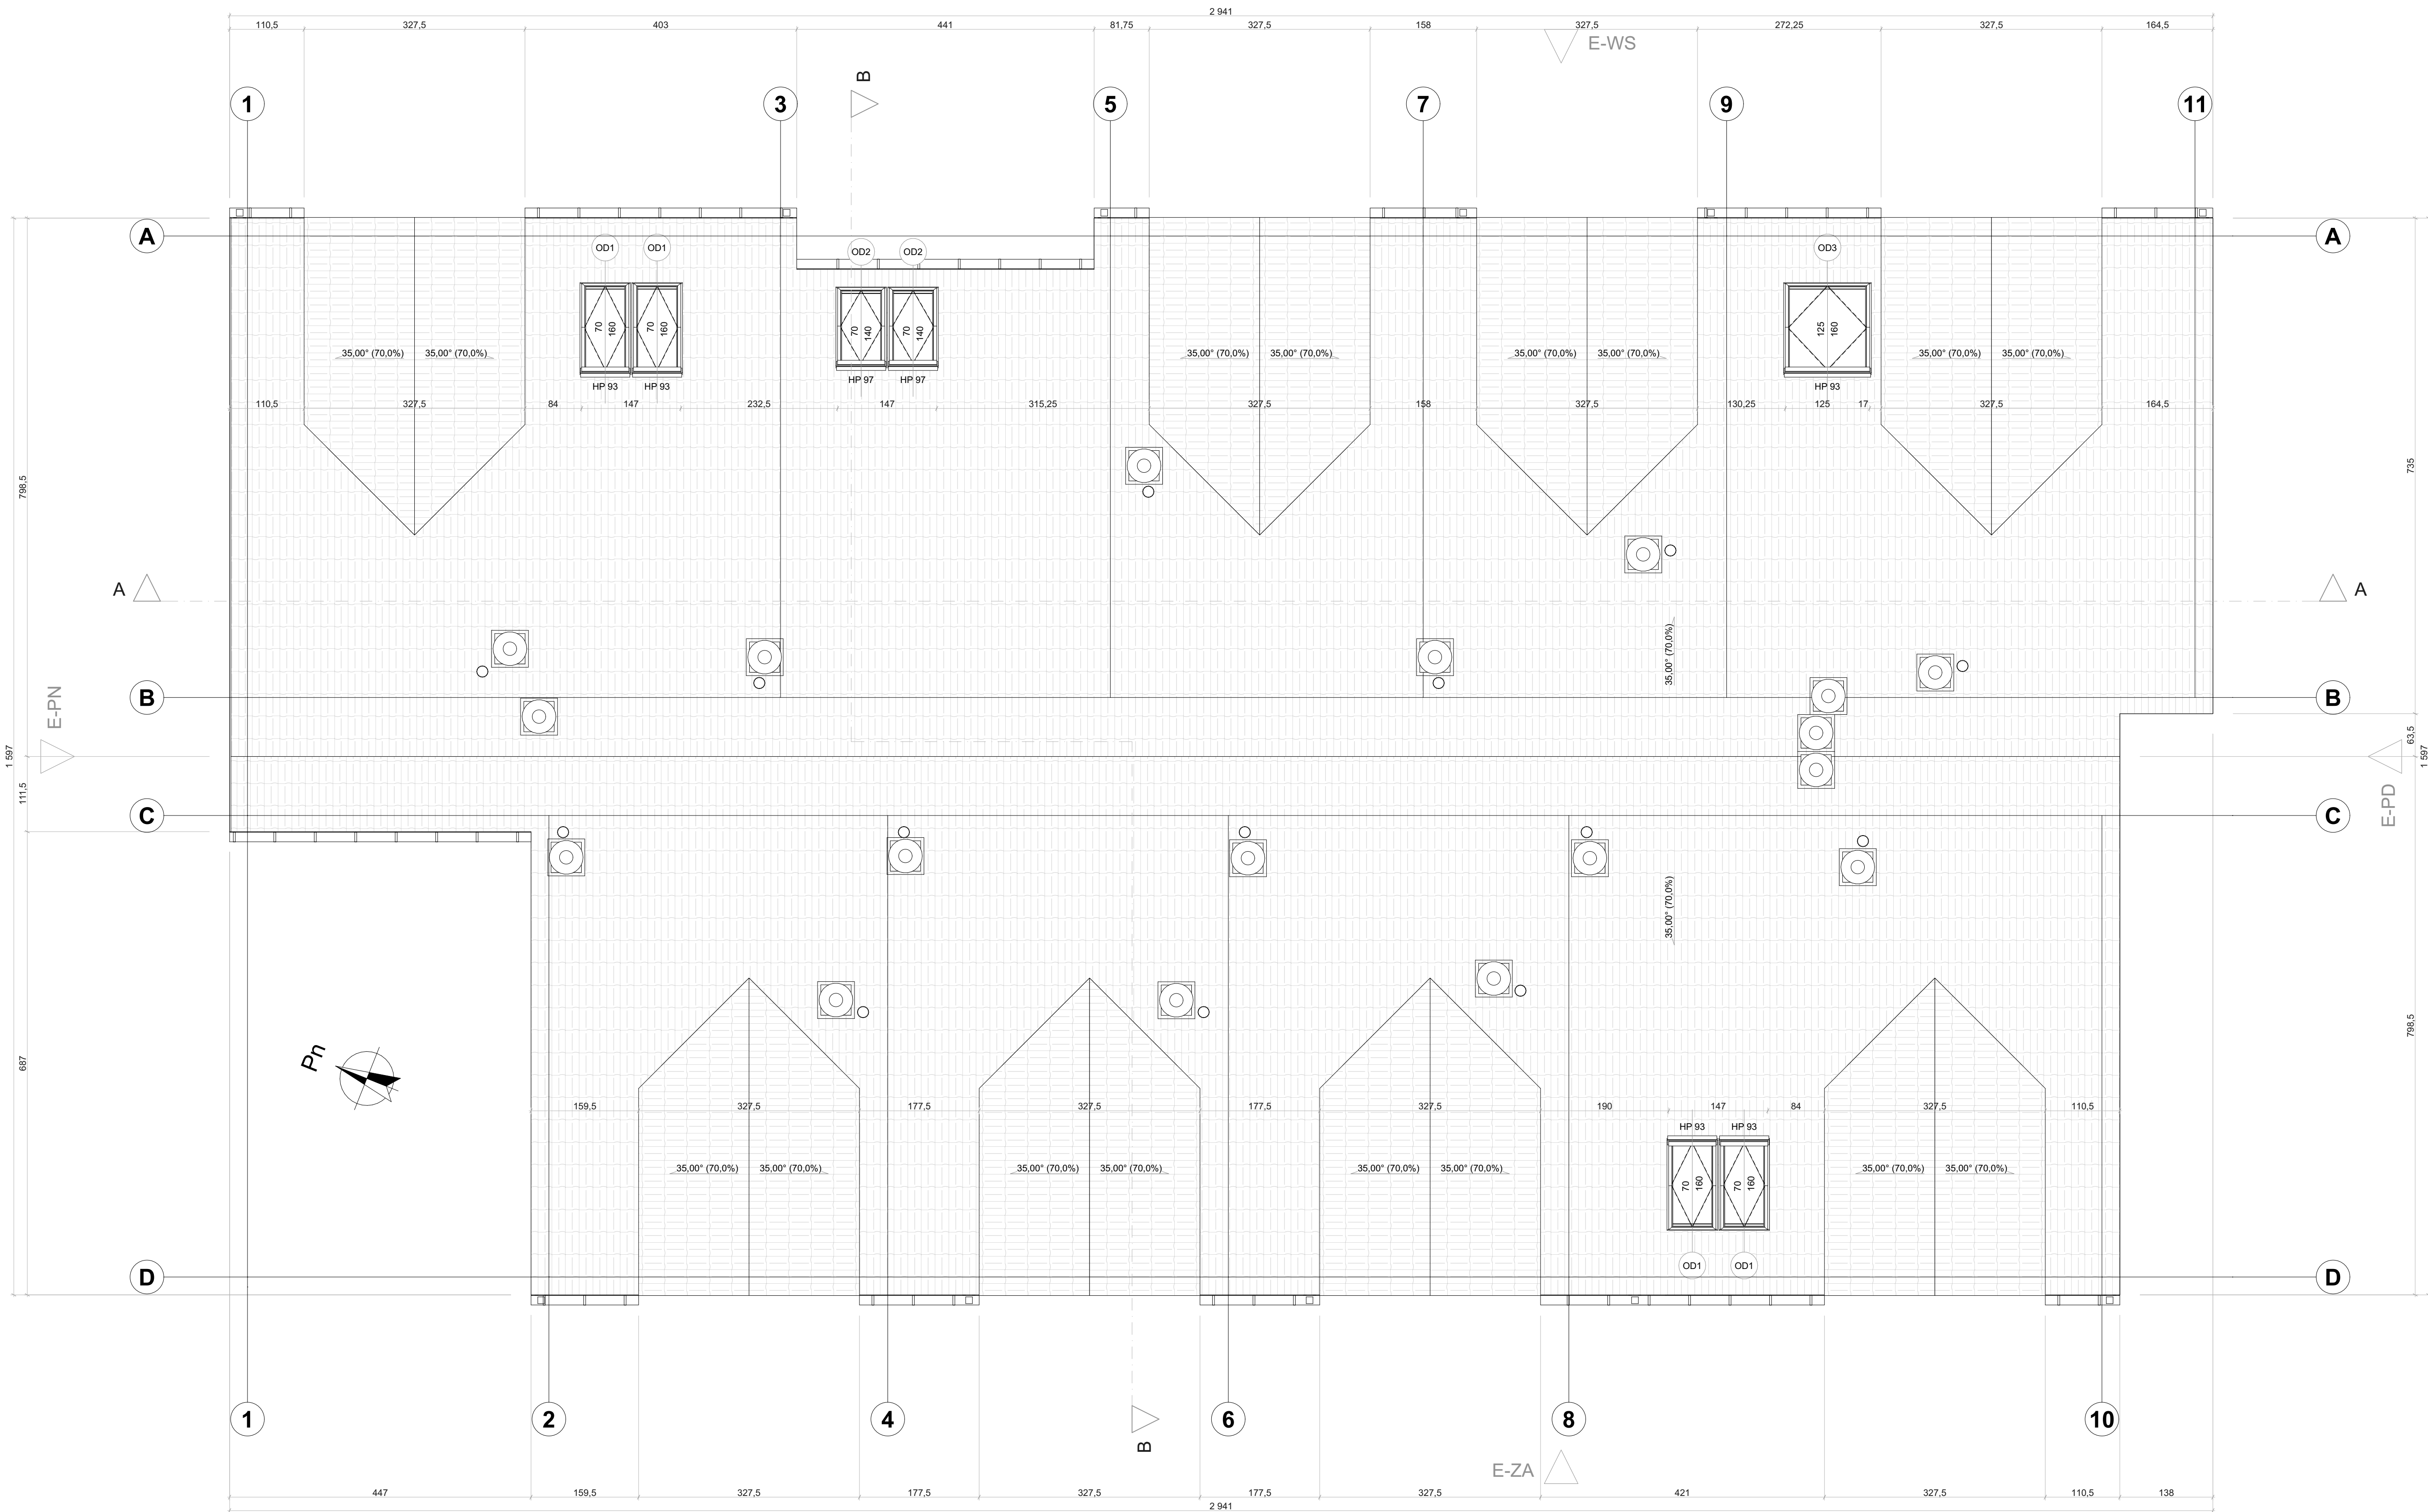 2 941
110,5 327,5 403 441 81,75 327,5 158 327,5 272,25 327,5 164,5
E-WS
B
1 3 5 7 9 11
A A
OD1 OD1 OD2 OD2 OD3
70 160 70 160 70 140 70 140 125 160
35,00° (70,0%) 35,00° (70,0%) 35,00° (70,0%) 35,00° (70,0%) 35,00° (70,0%) 35,00° (70,0%) 35,00° (70,0%) 35,00° (70,0%)
HP 93 HP 93 HP 97 HP 97 HP 93
110,5 327,5 84 147 232,5 147 315,25 327,5 158 327,5 130,25 125 17 327,5 164,5
798,5
735
A A
35,00° (70,0%)
E-PN
B B
1 597
63,5
1 597
111,5
E-PD
C C
35,00° (70,0%)
Pn
687
798,5
159,5 327,5 177,5 327,5 177,5 327,5 190 147 84 327,5 110,5
HP 93 HP 93
35,00° (70,0%) 35,00° (70,0%) 35,00° (70,0%) 35,00° (70,0%) 35,00° (70,0%) 35,00° (70,0%) 35,00° (70,0%) 35,00° (70,0%)
70 160 70 160
OD1 OD1
D D
1 2 4 6 8 10
B
E-ZA
447 159,5 327,5 177,5 327,5 177,5 327,5 421 327,5 110,5 138
2 941